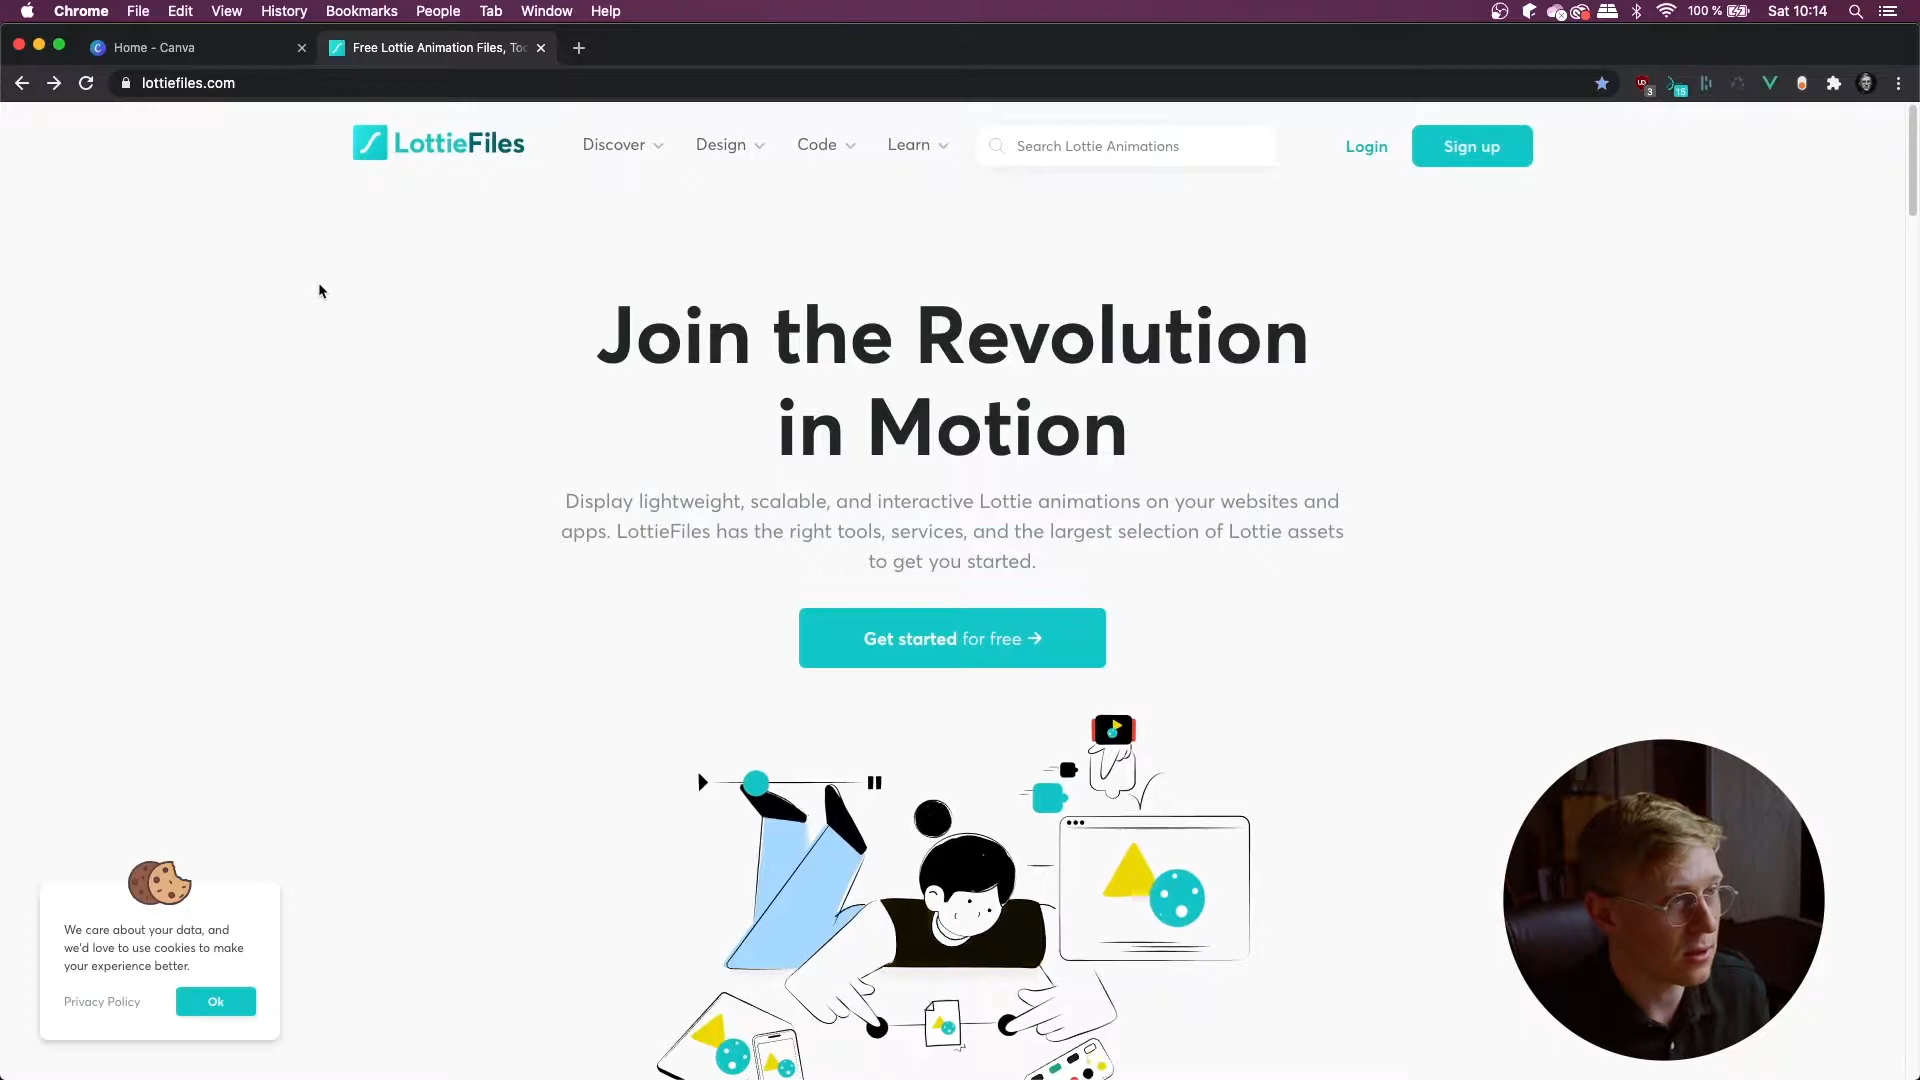 Chrome File Edit View History Bookmarks People Tab Window Help 100 % Sat 10:14
Home - Canva
Free Lottie Animation Files, Too
lottiefiles.com
3
15
LottieFiles
Discover Design Code Learn Search Lottie Animations Login Sign up
Join the Revolution
in Motion
Display lightweight, scalable, and interactive Lottie animations on your websites and
apps. LottieFiles has the right tools, services, and the largest selection of Lottie assets
to get you started.
Get started for free →
We care about your data, and
we'd love to use cookies to make
your experience better.
Privacy Policy Ok